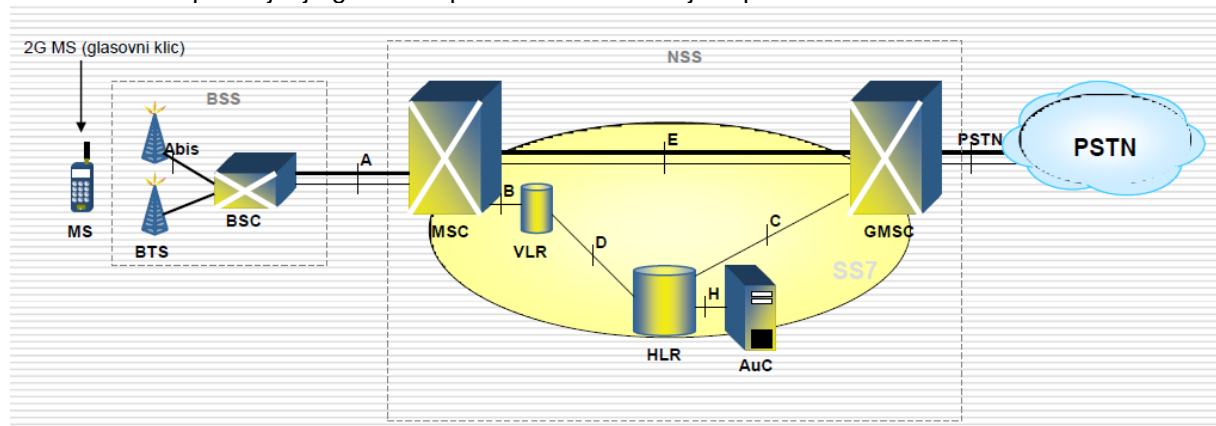 2G MS (glasovni klic)
NSS
BSS
Abis
A
E
PSTN
PSTN
B
C
MS
BSC
MSC
VLR
GMSC
BTS
D
SS7
H
HLR
AuC